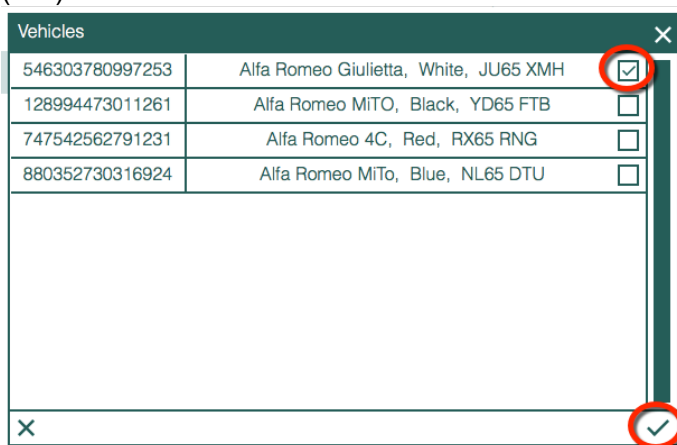 Vehicles
546303780997253 Alfa Romeo Giulietta, White, JU65 XMH
128994473011261 Alfa Romeo MiTO, Black, YD65 FTB
747542562791231 Alfa Romeo 4C, Red, RX65 RNG
880352730316924 Alfa Romeo MiTo, Blue, NL65 DTU